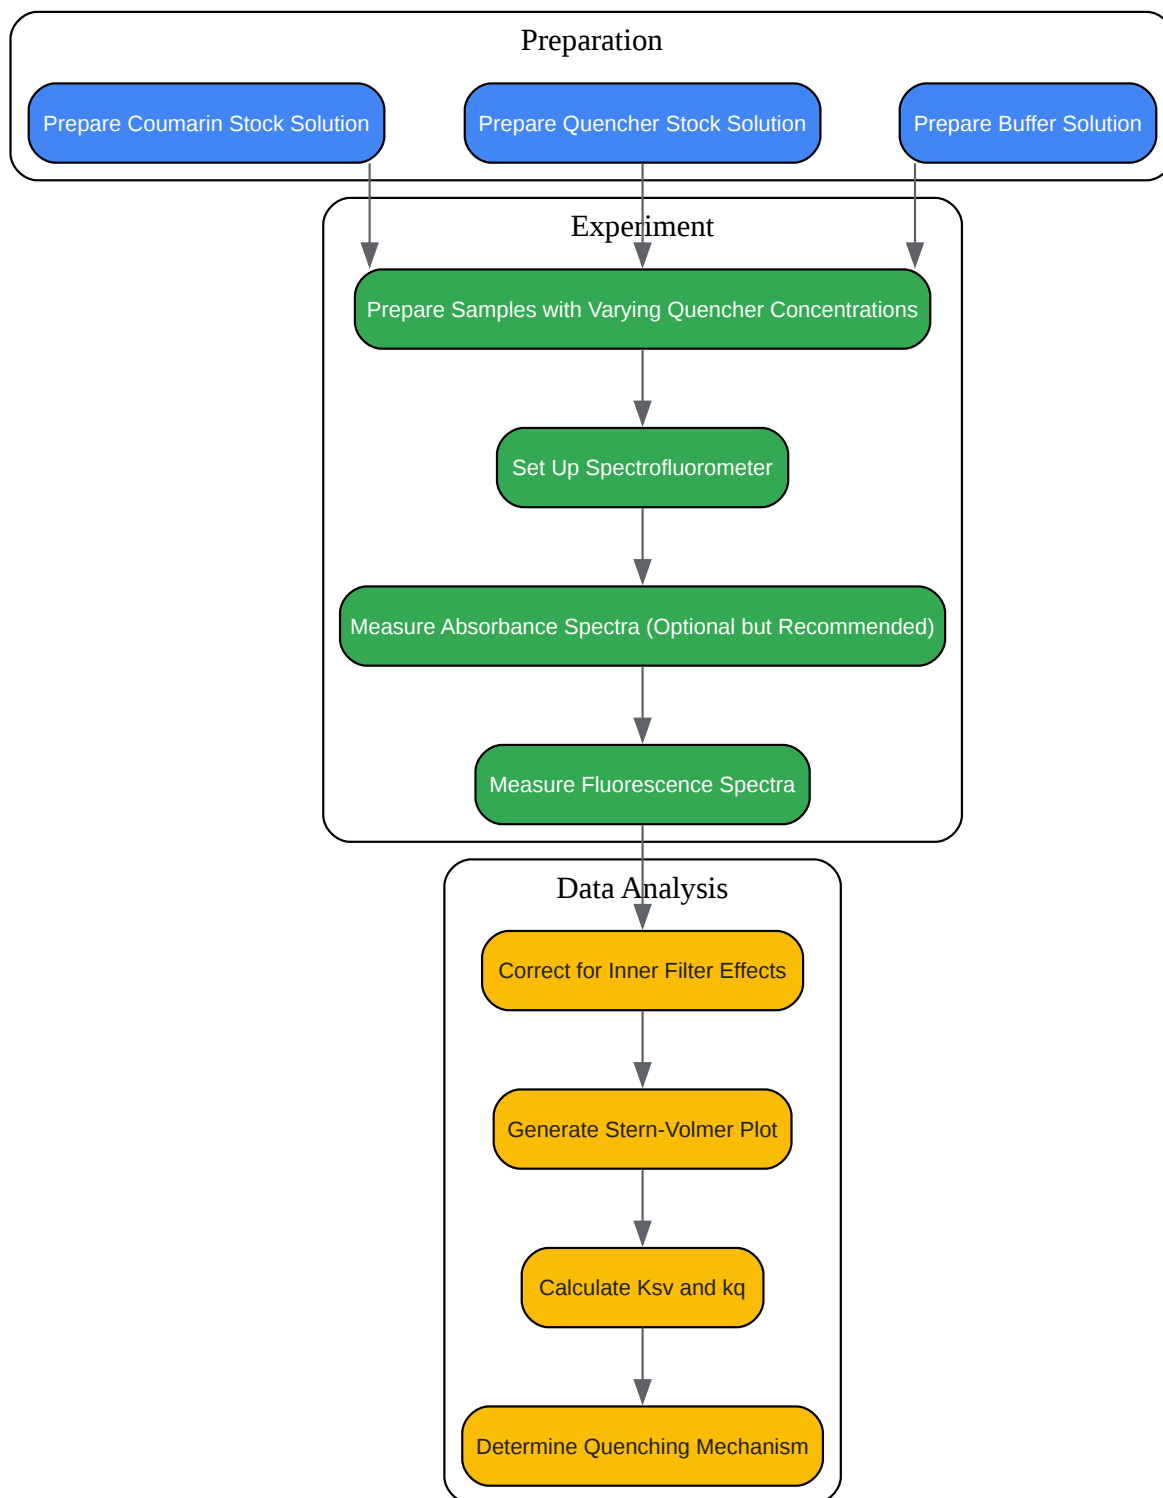 Preparation
Prepare Coumarin Stock Solution
Prepare Quencher Stock Solution
Prepare Buffer Solution
Experiment
Prepare Samples with Varying Quencher Concentrations
Set Up Spectrofluorometer
Measure Absorbance Spectra (Optional but Recommended)
Measure Fluorescence Spectra
Data Analysis
Correct for Inner Filter Effects
Generate Stern-Volmer Plot
Calculate Ksv and kq
Determine Quenching Mechanism